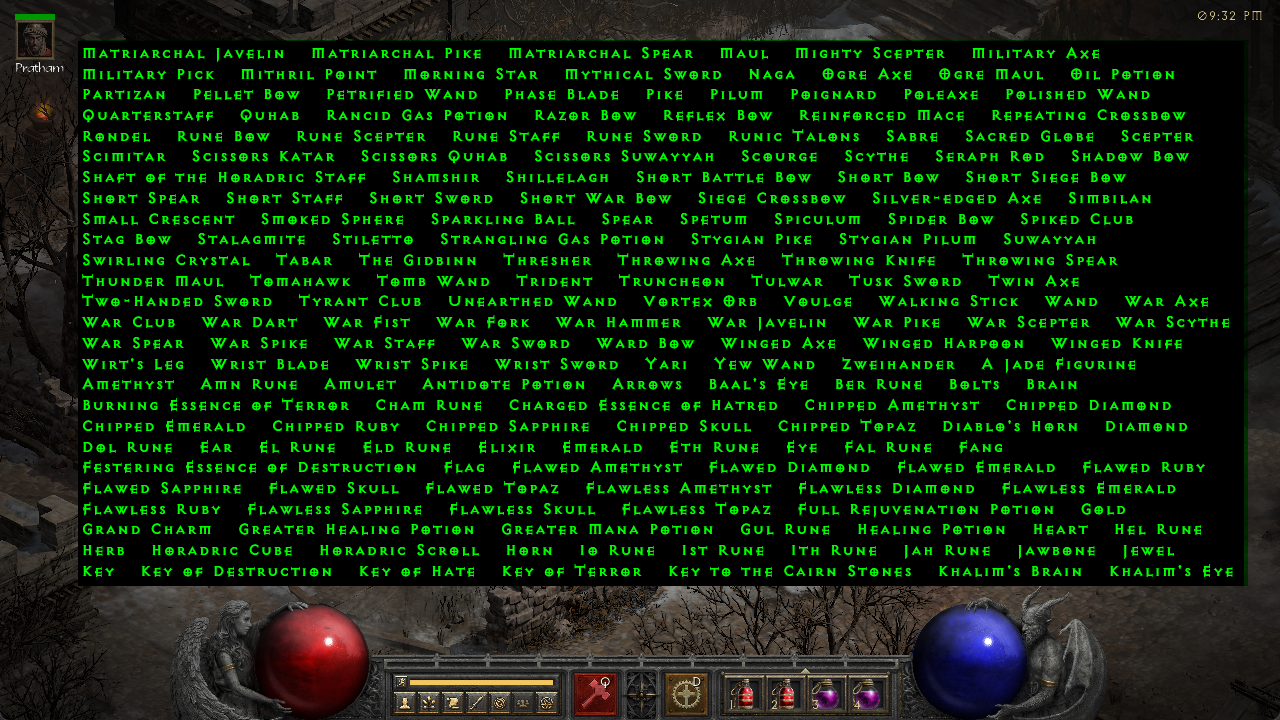 09:32 PM
Pratham
Matriarchal Javelin Matriarchal Pike Matriarchal Spear Maul Mighty Scepter Military Axe
Military Pick Mithril Point Morning Star Mythical Sword Naga Ogre Axe Ogre Maul Oil Potion
Partizan Pellet Bow Petrified Wand Phase Blade Pike Pilum Poignard Poleaxe Polished Wand
Quarterstaff Quhab Rancid Gas Potion Razor Bow Reflex Bow Reinforced Mace Repeating Crossbow
Rondel Rune Bow Rune Scepter Rune Staff Rune Sword Runic Talons Sabre Sacred Globe Scepter
Scimitar Scissors Katar Scissors Quhab Scissors Suwayyah Scourge Scythe Seraph Rod Shadow Bow
Shaft of the Horadric Staff Shamshir Shillelagh Short Battle Bow Short Bow Short Siege Bow
Short Spear Short Staff Short Sword Short War Bow Siege Crossbow Silver-edged Axe Simbilan
Small Crescent Smoked Sphere Sparkling Ball Spear Spetum Spiculum Spider Bow Spiked Club
Stag Bow Stalagmite Stiletto Strangling Gas Potion Stygian Pike Stygian Pilum Suwayyah
Swirling Crystal Tabar The Gidbinn Thresher Throwing Axe Throwing Knife Throwing Spear
Thunder Maul Tomahawk Tomb Wand Trident Truncheon Tulwar Tusk Sword Twin Axe
Two-Handed Sword Tyrant Club Unearthed Wand Vortex Orb Voulge Walking Stick Wand War Axe
War Club War Dart War Fist War Fork War Hammer War Javelin War Pike War Scepter War Scythe
War Spear War Spike War Staff War Sword Ward Bow Winged Axe Winged Harpoon Winged Knife
Wirt's Leg Wrist Blade Wrist Spike Wrist Sword Yari Yew Wand Zweihander A Jade Figurine
Amethyst Amn Rune Amulet Antidote Potion Arrows Baal's Eye Ber Rune Bolts Brain
Burning Essence of Terror Cham Rune Charged Essence of Hatred Chipped Amethyst Chipped Diamond
Chipped Emerald Chipped Ruby Chipped Sapphire Chipped Skull Chipped Topaz Diablo's Horn Diamond
Dol Rune Ear El Rune Eld Rune Elixir Emerald Eth Rune Eye Fal Rune Fang
Festering Essence of Destruction Flag Flawed Amethyst Flawed Diamond Flawed Emerald Flawed Ruby
Flawed Sapphire Flawed Skull Flawed Topaz Flawless Amethyst Flawless Diamond Flawless Emerald
Flawless Ruby Flawless Sapphire Flawless Skull Flawless Topaz Full Rejuvenation Potion Gold
Grand Charm Greater Healing Potion Greater Mana Potion Gul Rune Healing Potion Heart Hel Rune
Herb Horadric Cube Horadric Scroll Horn Io Rune Ist Rune Ith Rune Jah Rune Jawbone Jewel
Key Key of Destruction Key of Hate Key of Terror Key to the Cairn Stones Khalim's Brain Khalim's Eye
Q D
1 2 3 4